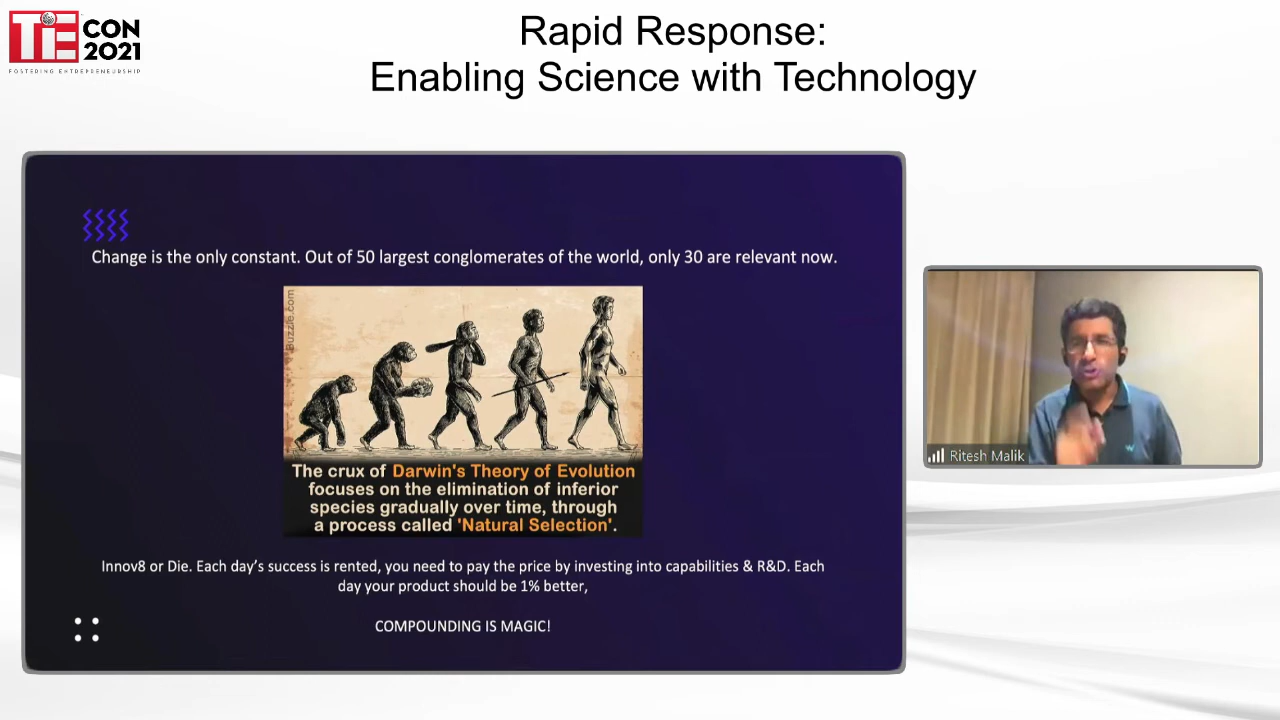 TiE CON 2021
FOSTERING ENTREPRENEURSHIP
Rapid Response:
Enabling Science with Technology
Change is the only constant. Out of 50 largest conglomerates of the world, only 30 are relevant now.
Buzzle.com
The crux of Darwin's Theory of Evolution
focuses on the elimination of inferior
species gradually over time, through
a process called 'Natural Selection'.
Innov8 or Die. Each day's success is rented, you need to pay the price by investing into capabilities & R&D. Each
day your product should be 1% better,
COMPOUNDING IS MAGIC!
Ritesh Malik